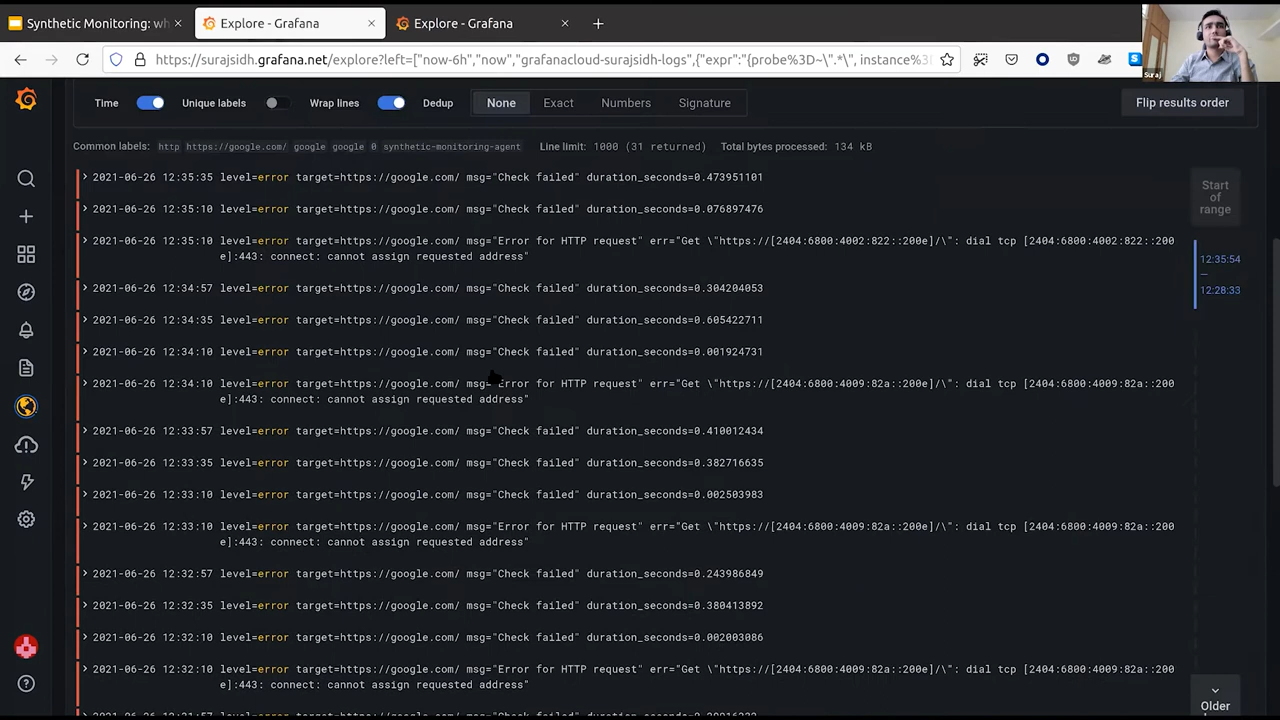 Synthetic Monitoring: wh
Explore - Grafana
Explore - Grafana
https://surajsidh.grafana.net/explore?left=["now-6h","now","grafanacloud-surajsidh-logs",{"expr":"{probe%3D~\".*\", instance%3
Suraj
Time
Unique labels
Wrap lines
Dedup
None
Exact
Numbers
Signature
Flip results order
Common labels: http https://google.com/ google google 0 synthetic-monitoring-agent Line limit: 1000 (31 returned) Total bytes processed: 134 kB
2021-06-26 12:35:35 level=error target=https://google.com/ msg="Check failed" duration_seconds=0.473951101
2021-06-26 12:35:10 level=error target=https://google.com/ msg="Check failed" duration_seconds=0.076897476
2021-06-26 12:35:10 level=error target=https://google.com/ msg="Error for HTTP request" err="Get \"https://[2404:6800:4002:822::200e]/\": dial tcp [2404:6800:4002:822::200
e]:443: connect: cannot assign requested address"
2021-06-26 12:34:57 level=error target=https://google.com/ msg="Check failed" duration_seconds=0.304204053
2021-06-26 12:34:35 level=error target=https://google.com/ msg="Check failed" duration_seconds=0.605422711
2021-06-26 12:34:10 level=error target=https://google.com/ msg="Check failed" duration_seconds=0.001924731
2021-06-26 12:34:10 level=error target=https://google.com/ msg="Error for HTTP request" err="Get \"https://[2404:6800:4009:82a::200e]/\": dial tcp [2404:6800:4009:82a::200
e]:443: connect: cannot assign requested address"
2021-06-26 12:33:57 level=error target=https://google.com/ msg="Check failed" duration_seconds=0.410012434
2021-06-26 12:33:35 level=error target=https://google.com/ msg="Check failed" duration_seconds=0.382716635
2021-06-26 12:33:10 level=error target=https://google.com/ msg="Check failed" duration_seconds=0.002503983
2021-06-26 12:33:10 level=error target=https://google.com/ msg="Error for HTTP request" err="Get \"https://[2404:6800:4009:82a::200e]/\": dial tcp [2404:6800:4009:82a::200
e]:443: connect: cannot assign requested address"
2021-06-26 12:32:57 level=error target=https://google.com/ msg="Check failed" duration_seconds=0.243986849
2021-06-26 12:32:35 level=error target=https://google.com/ msg="Check failed" duration_seconds=0.380413892
2021-06-26 12:32:10 level=error target=https://google.com/ msg="Check failed" duration_seconds=0.002003086
2021-06-26 12:32:10 level=error target=https://google.com/ msg="Error for HTTP request" err="Get \"https://[2404:6800:4009:82a::200e]/\": dial tcp [2404:6800:4009:82a::200
e]:443: connect: cannot assign requested address"
Start
of
range
12:35:54
—
12:28:33
Older